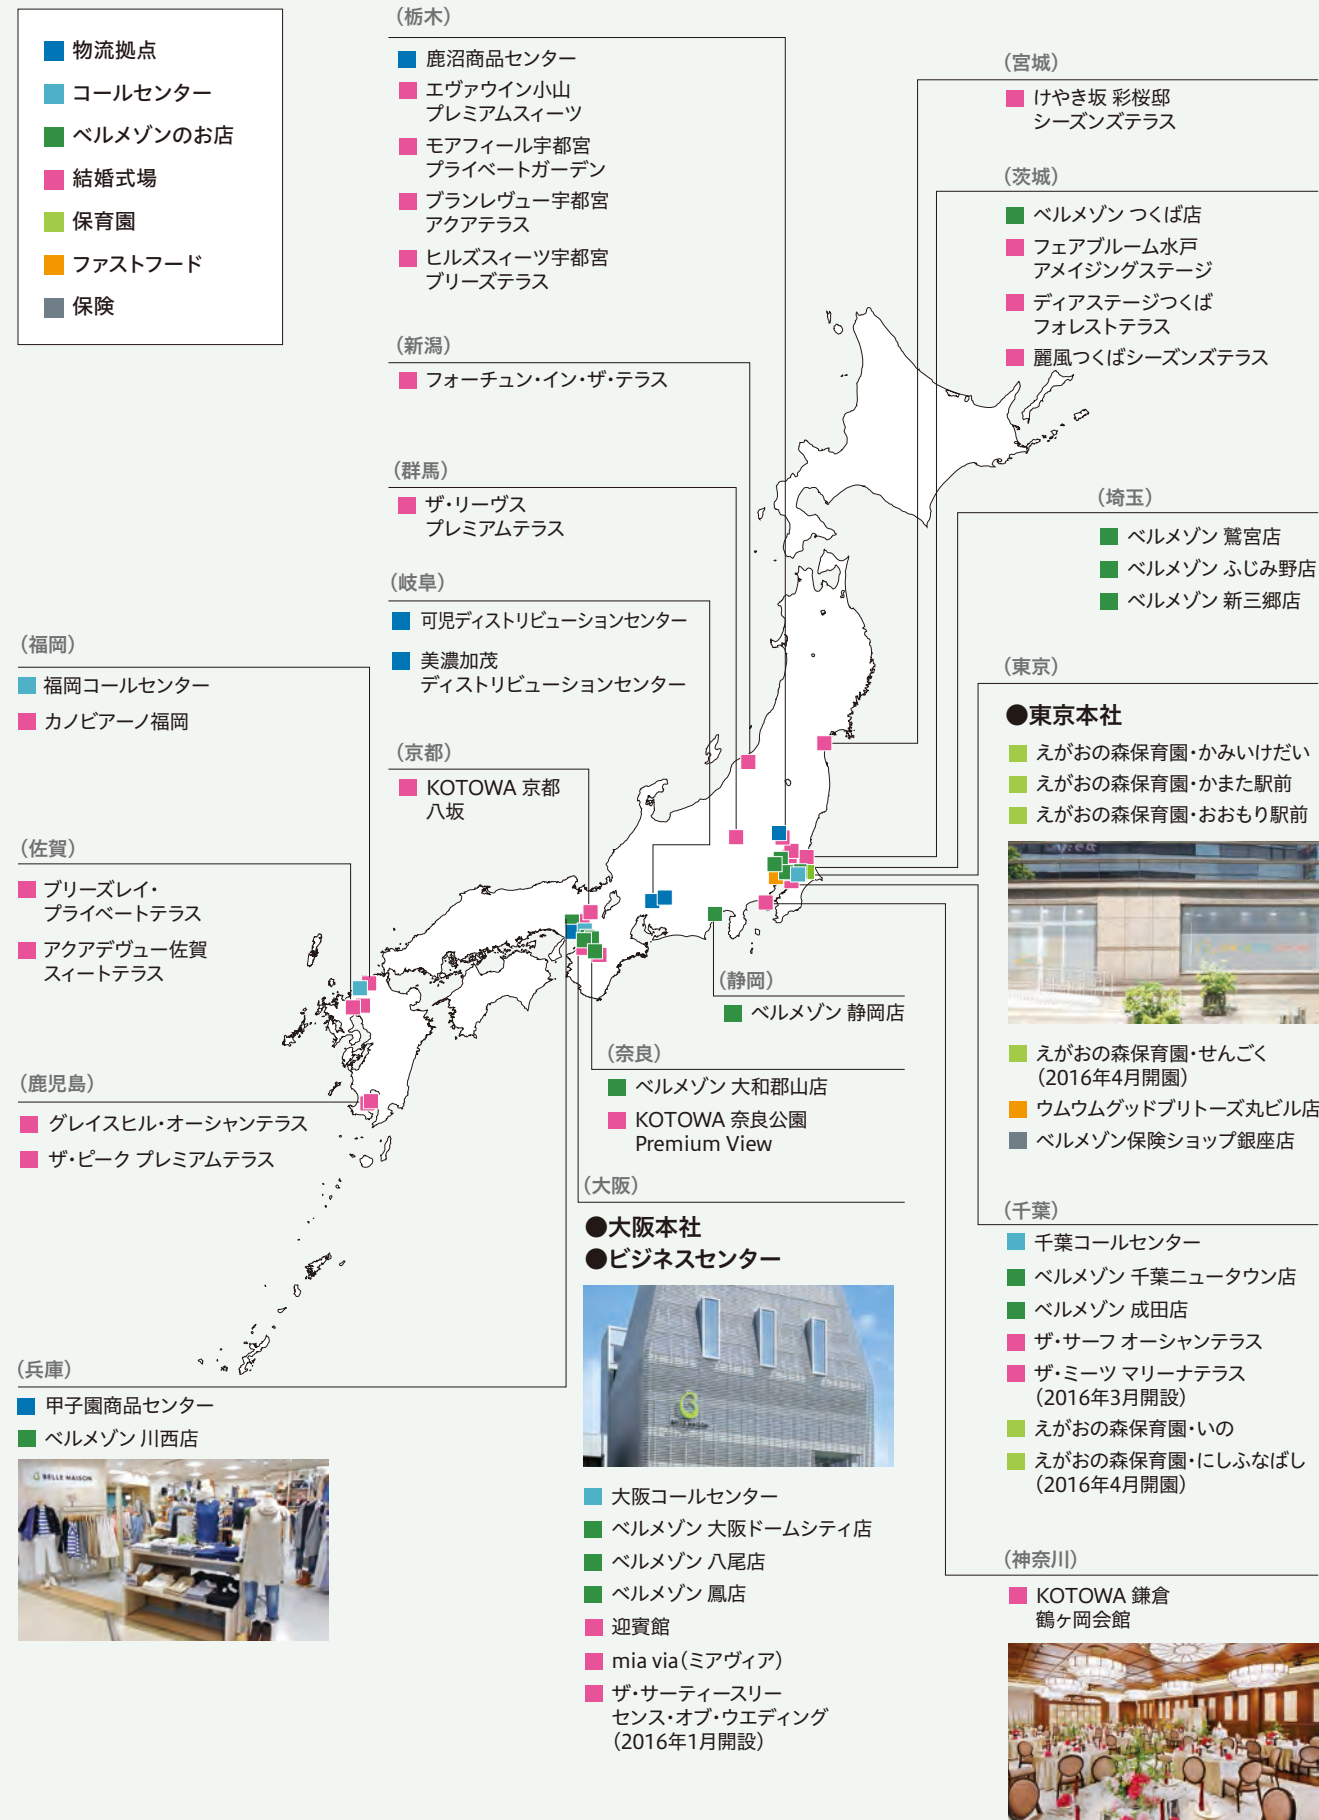 物流拠点
コールセンター
ベルメゾンのお店
結婚式場
保育園
ファストフード
保険
（栃木）
鹿沼商品センター
エヴァウイン小山
プレミアムスィーツ
モアフィール宇都宮
プライベートガーデン
ブランレヴュー宇都宮
アクアテラス
ヒルズスィーツ宇都宮
ブリーズテラス
（新潟）
フォーチュン・イン・ザ・テラス
（群馬）
ザ・リーヴス
プレミアムテラス
（岐阜）
可児ディストリビューションセンター
美濃加茂
ディストリビューションセンター
（京都）
KOTOWA 京都
八坂
（宮城）
けやき坂 彩桜邸
シーズンズテラス
（茨城）
ベルメゾン つくば店
フェアブルーム水戸
アメイジングステージ
ディアステージつくば
フォレストテラス
麗風つくばシーズンズテラス
（埼玉）
ベルメゾン 鷲宮店
ベルメゾン ふじみ野店
ベルメゾン 新三郷店
（東京）
●東京本社
えがおの森保育園・かみいけだい
えがおの森保育園・かまた駅前
えがおの森保育園・おおもり駅前
えがおの森保育園・せんごく
（2016年4月開園）
ウムウムグッドブリトーズ丸ビル店
ベルメゾン保険ショップ銀座店
（千葉）
千葉コールセンター
ベルメゾン 千葉ニュータウン店
ベルメゾン 成田店
ザ・サーフ オーシャンテラス
ザ・ミーツ マリーナテラス
（2016年3月開設）
えがおの森保育園・いの
えがおの森保育園・にしふなばし
（2016年4月開園）
（神奈川）
KOTOWA 鎌倉
鶴ヶ岡会館
（福岡）
福岡コールセンター
カノビアーノ福岡
（佐賀）
ブリーズレイ・
プライベートテラス
アクアデヴュー佐賀
スィートテラス
（鹿児島）
グレイスヒル・オーシャンテラス
ザ・ピーク プレミアムテラス
（兵庫）
甲子園商品センター
ベルメゾン 川西店
BELLE MAISON
（静岡）
ベルメゾン 静岡店
（奈良）
ベルメゾン 大和郡山店
KOTOWA 奈良公園
Premium View
（大阪）
●大阪本社
●ビジネスセンター
BELLE MAISON
大阪コールセンター
ベルメゾン 大阪ドームシティ店
ベルメゾン 八尾店
ベルメゾン 鳳店
迎賓館
mia via（ミアヴィア）
ザ・サーティースリー
センス・オブ・ウエディング
（2016年1月開設）